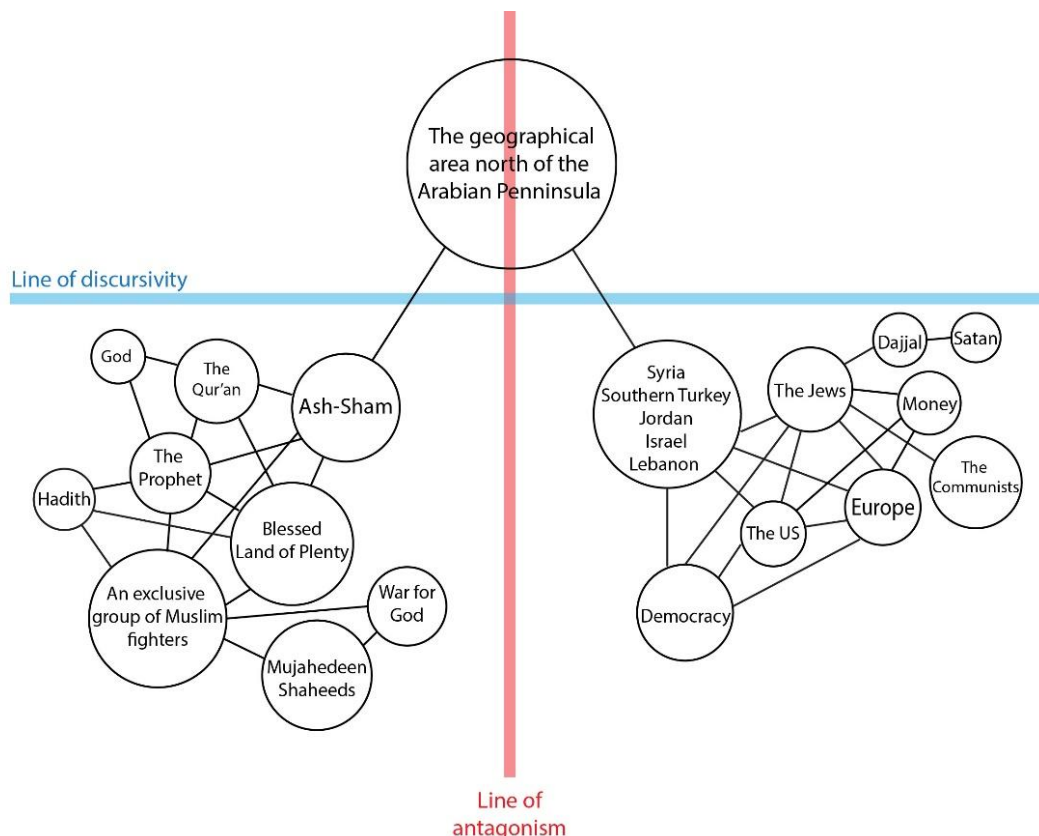 The geographical
area north of the
Arabian Penninsula
Line of discursivity
God
The
Qur'an
Ash-Sham
The
Prophet
Hadith
Blessed
Land of Plenty
An exclusive
group of Muslim
fighters
War for
God
Mujahedeen
Shaheeds
Syria
Southern Turkey
Jordan
Israel
Lebanon
The Jews
Dajjal
Satan
Money
The
Communists
Europe
The US
Democracy
Line of
antagonism